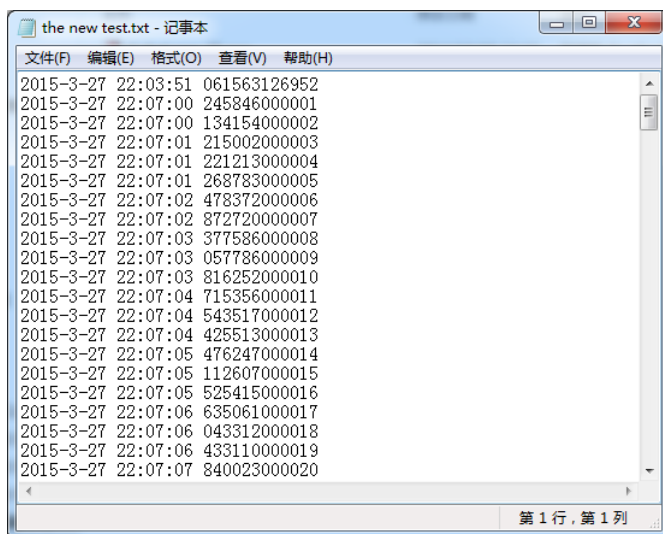 the new test.txt - 记事本
文件(F) 编辑(E) 格式(O) 查看(V) 帮助(H)
2015-3-27 22:03:51 061563126952
2015-3-27 22:07:00 245846000001
2015-3-27 22:07:00 134154000002
2015-3-27 22:07:01 215002000003
2015-3-27 22:07:01 221213000004
2015-3-27 22:07:01 268783000005
2015-3-27 22:07:02 478372000006
2015-3-27 22:07:02 872720000007
2015-3-27 22:07:03 377586000008
2015-3-27 22:07:03 057786000009
2015-3-27 22:07:03 816252000010
2015-3-27 22:07:04 715356000011
2015-3-27 22:07:04 543517000012
2015-3-27 22:07:04 425513000013
2015-3-27 22:07:05 476247000014
2015-3-27 22:07:05 112607000015
2015-3-27 22:07:05 525415000016
2015-3-27 22:07:06 635061000017
2015-3-27 22:07:06 043312000018
2015-3-27 22:07:06 433110000019
2015-3-27 22:07:07 840023000020
第 1 行，第 1 列